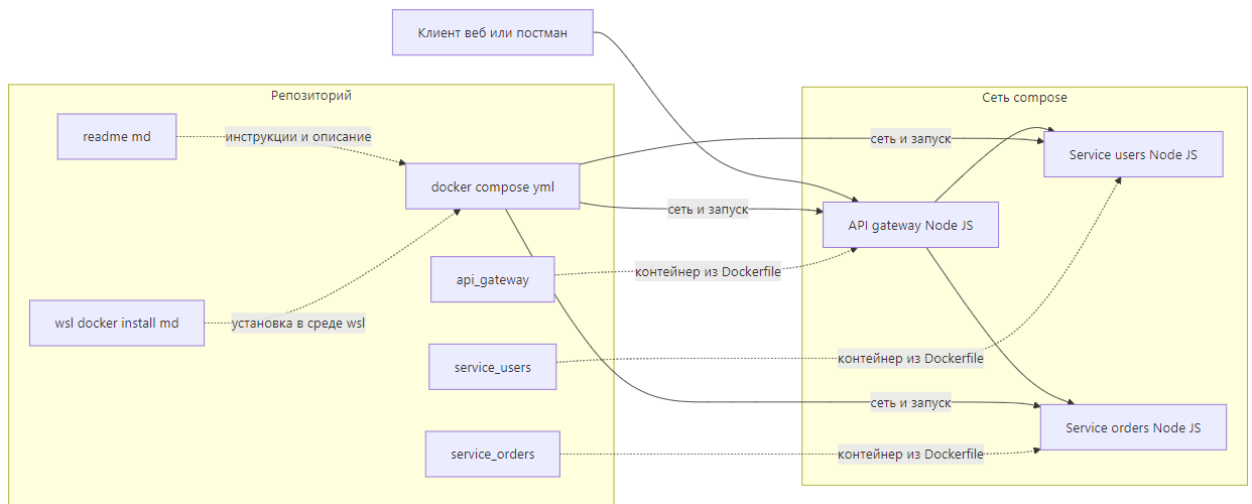 Клиент веб или постман
Репозиторий
Сеть compose
readme md
инструкции и описание
сеть и запуск
Service users Node JS
docker compose yml
сеть и запуск
API gateway Node JS
api_gateway
контейнер из Dockerfile
wsl docker install md
установка в среде wsl
service_users
контейнер из Dockerfile
сеть и запуск
Service orders Node JS
service_orders
контейнер из Dockerfile